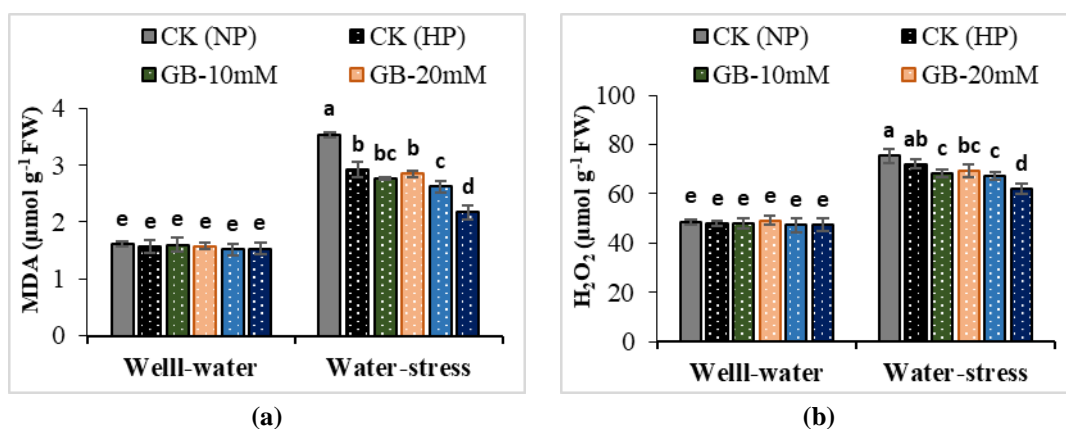 CK (NP) CK (HP)
GB-10mM GB-20mM
4
3
2
1
0
MDA (µmol g⁻¹ FW)
e e e e e e
a b bc b c d
Welll-water Water-stress
(a)
CK (NP) CK (HP)
GB-10mM GB-20mM
100
80
60
40
20
0
H₂O₂ (µmol g⁻¹ FW)
e e e e e e
a ab c bc c d
Welll-water Water-stress
(b)